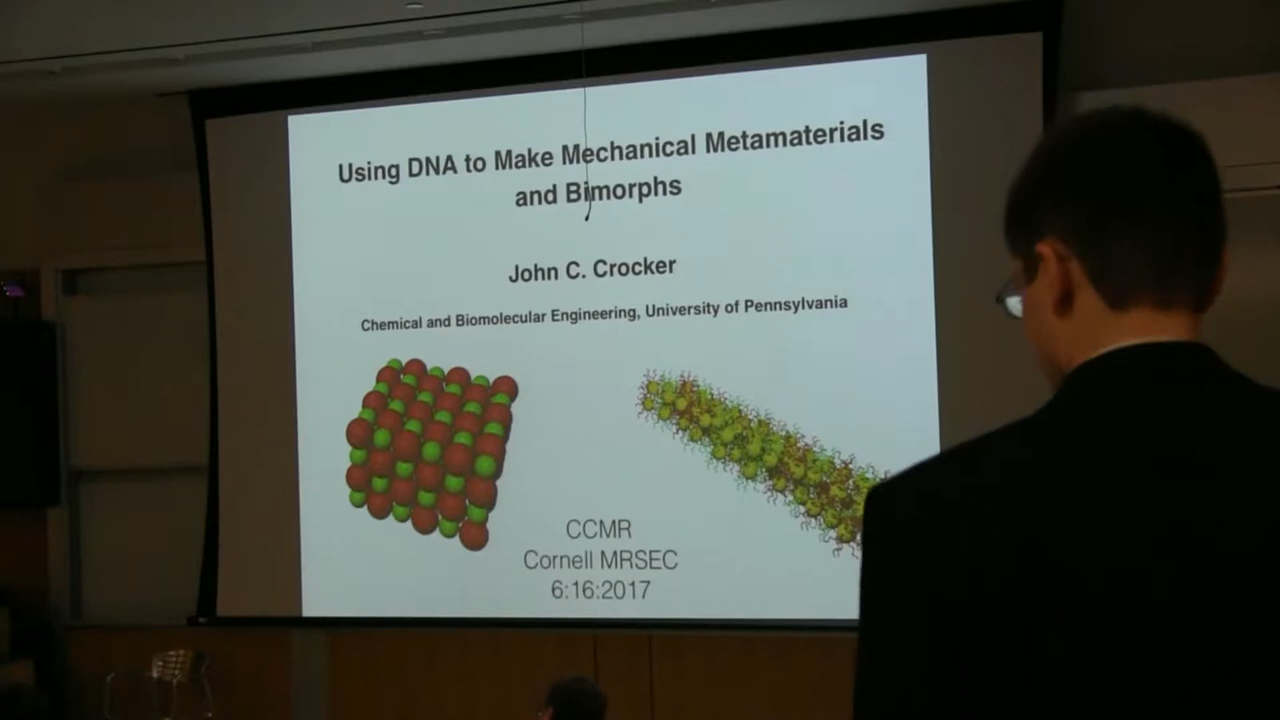 Using DNA to Make Mechanical Metamaterials
and Bimorphs
John C. Crocker
Chemical and Biomolecular Engineering, University of Pennsylvania
CCMR
Cornell MRSEC
6:16:2017